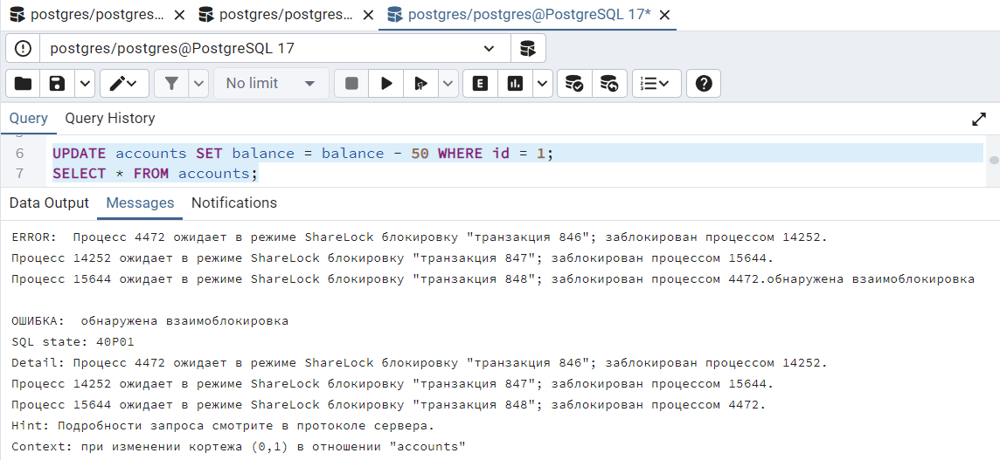 postgres/postgres... × postgres/postgres... × postgres/postgres@PostgreSQL 17* ×
postgres/postgres@PostgreSQL 17
No limit E
Query Query History
6 UPDATE accounts SET balance = balance - 50 WHERE id = 1;
7 SELECT * FROM accounts;
Data Output Messages Notifications
ERROR:  Процесс 4472 ожидает в режиме ShareLock блокировку "транзакция 846"; заблокирован процессом 14252.
Процесс 14252 ожидает в режиме ShareLock блокировку "транзакция 847"; заблокирован процессом 15644.
Процесс 15644 ожидает в режиме ShareLock блокировку "транзакция 848"; заблокирован процессом 4472.обнаружена взаимоблокировка
ОШИБКА:  обнаружена взаимоблокировка
SQL state: 40P01
Detail: Процесс 4472 ожидает в режиме ShareLock блокировку "транзакция 846"; заблокирован процессом 14252.
Процесс 14252 ожидает в режиме ShareLock блокировку "транзакция 847"; заблокирован процессом 15644.
Процесс 15644 ожидает в режиме ShareLock блокировку "транзакция 848"; заблокирован процессом 4472.
Hint: Подробности запроса смотрите в протоколе сервера.
Context: при изменении кортежа (0,1) в отношении "accounts"